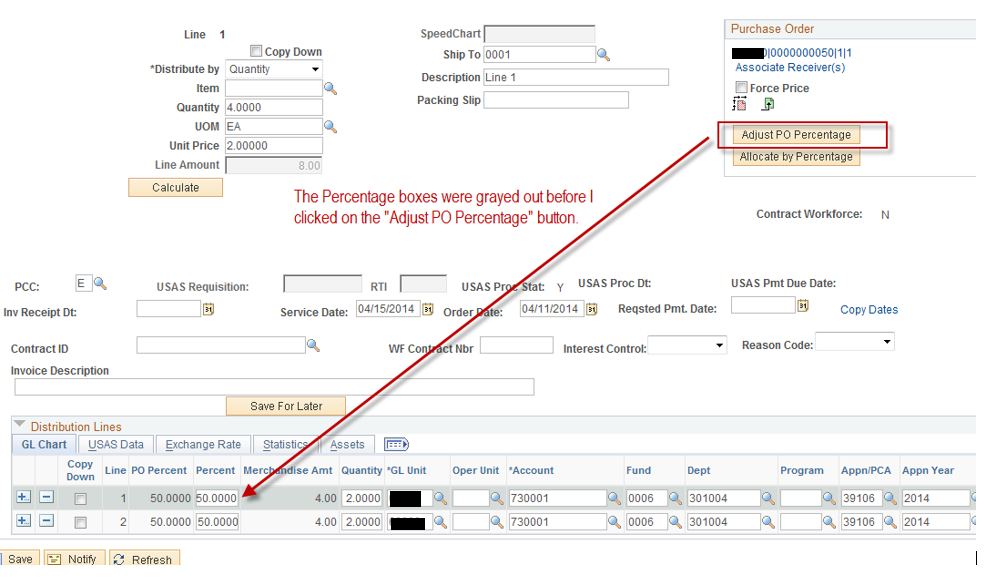 Line 1
Copy Down
*Distribute by Quantity
Item
Quantity 4.0000
UOM EA
Unit Price 2.00000
Line Amount 8.00
Calculate
SpeedChart
Ship To 0001
Description Line 1
Packing Slip
Purchase Order
|0000000050|1|1
Associate Receiver(s)
Force Price
Adjust PO Percentage
Allocate by Percentage
The Percentage boxes were grayed out before I
clicked on the "Adjust PO Percentage" button.
Contract Workforce: N
PCC: E USAS Requisition: RTI USAS Proc Stat: Y USAS Proc Dt: USAS Pmt Due Date:
Inv Receipt Dt: Service Date: 04/15/2014 Order Date: 04/11/2014 Reqsted Pmt. Date: Copy Dates
Contract ID WF Contract Nbr Interest Control: Reason Code:
Invoice Description
Save For Later
Distribution Lines
GL Chart USAS Data Exchange Rate Statistics Assets
Copy Down Line PO Percent Percent Merchandise Amt Quantity *GL Unit Oper Unit *Account Fund Dept Program Appn/PCA Appn Year
1 50.0000 50.0000 4.00 2.0000 730001 0006 301004 39106 2014
2 50.0000 50.0000 4.00 2.0000 730001 0006 301004 39106 2014
Save Notify Refresh